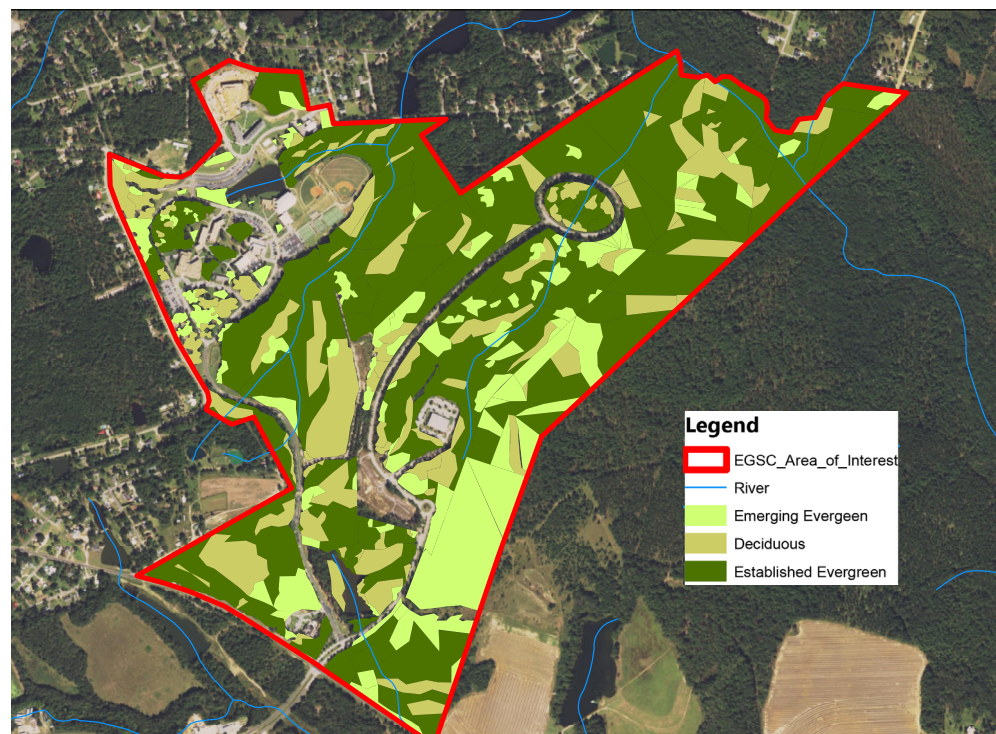 Legend
EGSC_Area_of_Interest
River
Emerging Evergeen
Deciduous
Established Evergreen